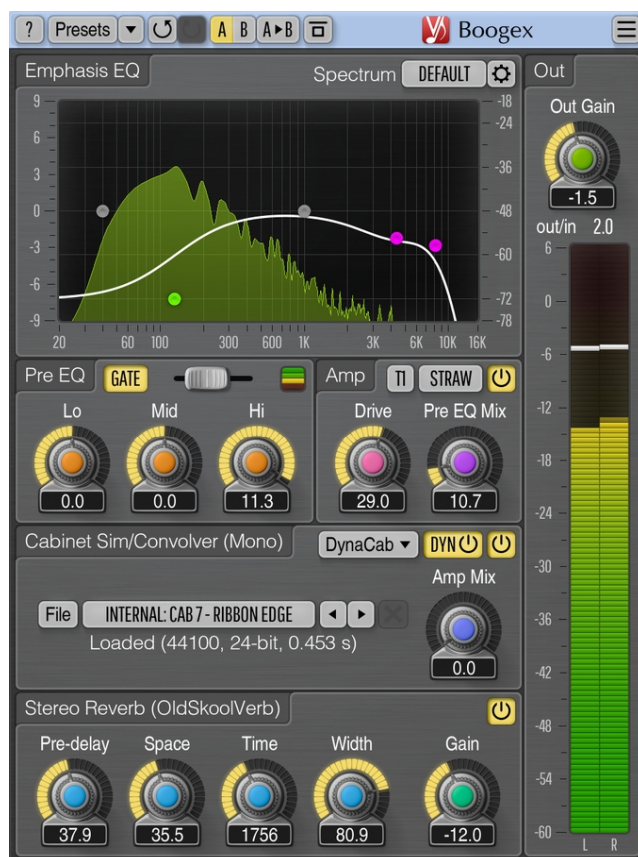 ? Presets ▼ A B A▶B Boogex
Emphasis EQ
Spectrum DEFAULT
Out
9
6
3
0
-3
-6
-9
-18
-24
-36
-48
-60
-72
-78
20 60 100 300 600 1K 3K 6K 10K 16K
Out Gain
-1.5
out/in 2.0
Pre EQ GATE
Lo Mid Hi
0.0 0.0 11.3
Amp T1 STRAW
Drive Pre EQ Mix
29.0 10.7
Cabinet Sim/Convolver (Mono) DynaCab ▼ DYN
Amp Mix
File INTERNAL: CAB 7 - RIBBON EDGE
Loaded (44100, 24-bit, 0.453 s)
0.0
Stereo Reverb (OldSkoolVerb)
Pre-delay Space Time Width Gain
37.9 35.5 1756 80.9 -12.0
6
0
-6
-12
-18
-24
-30
-36
-42
-48
-54
-60
L R